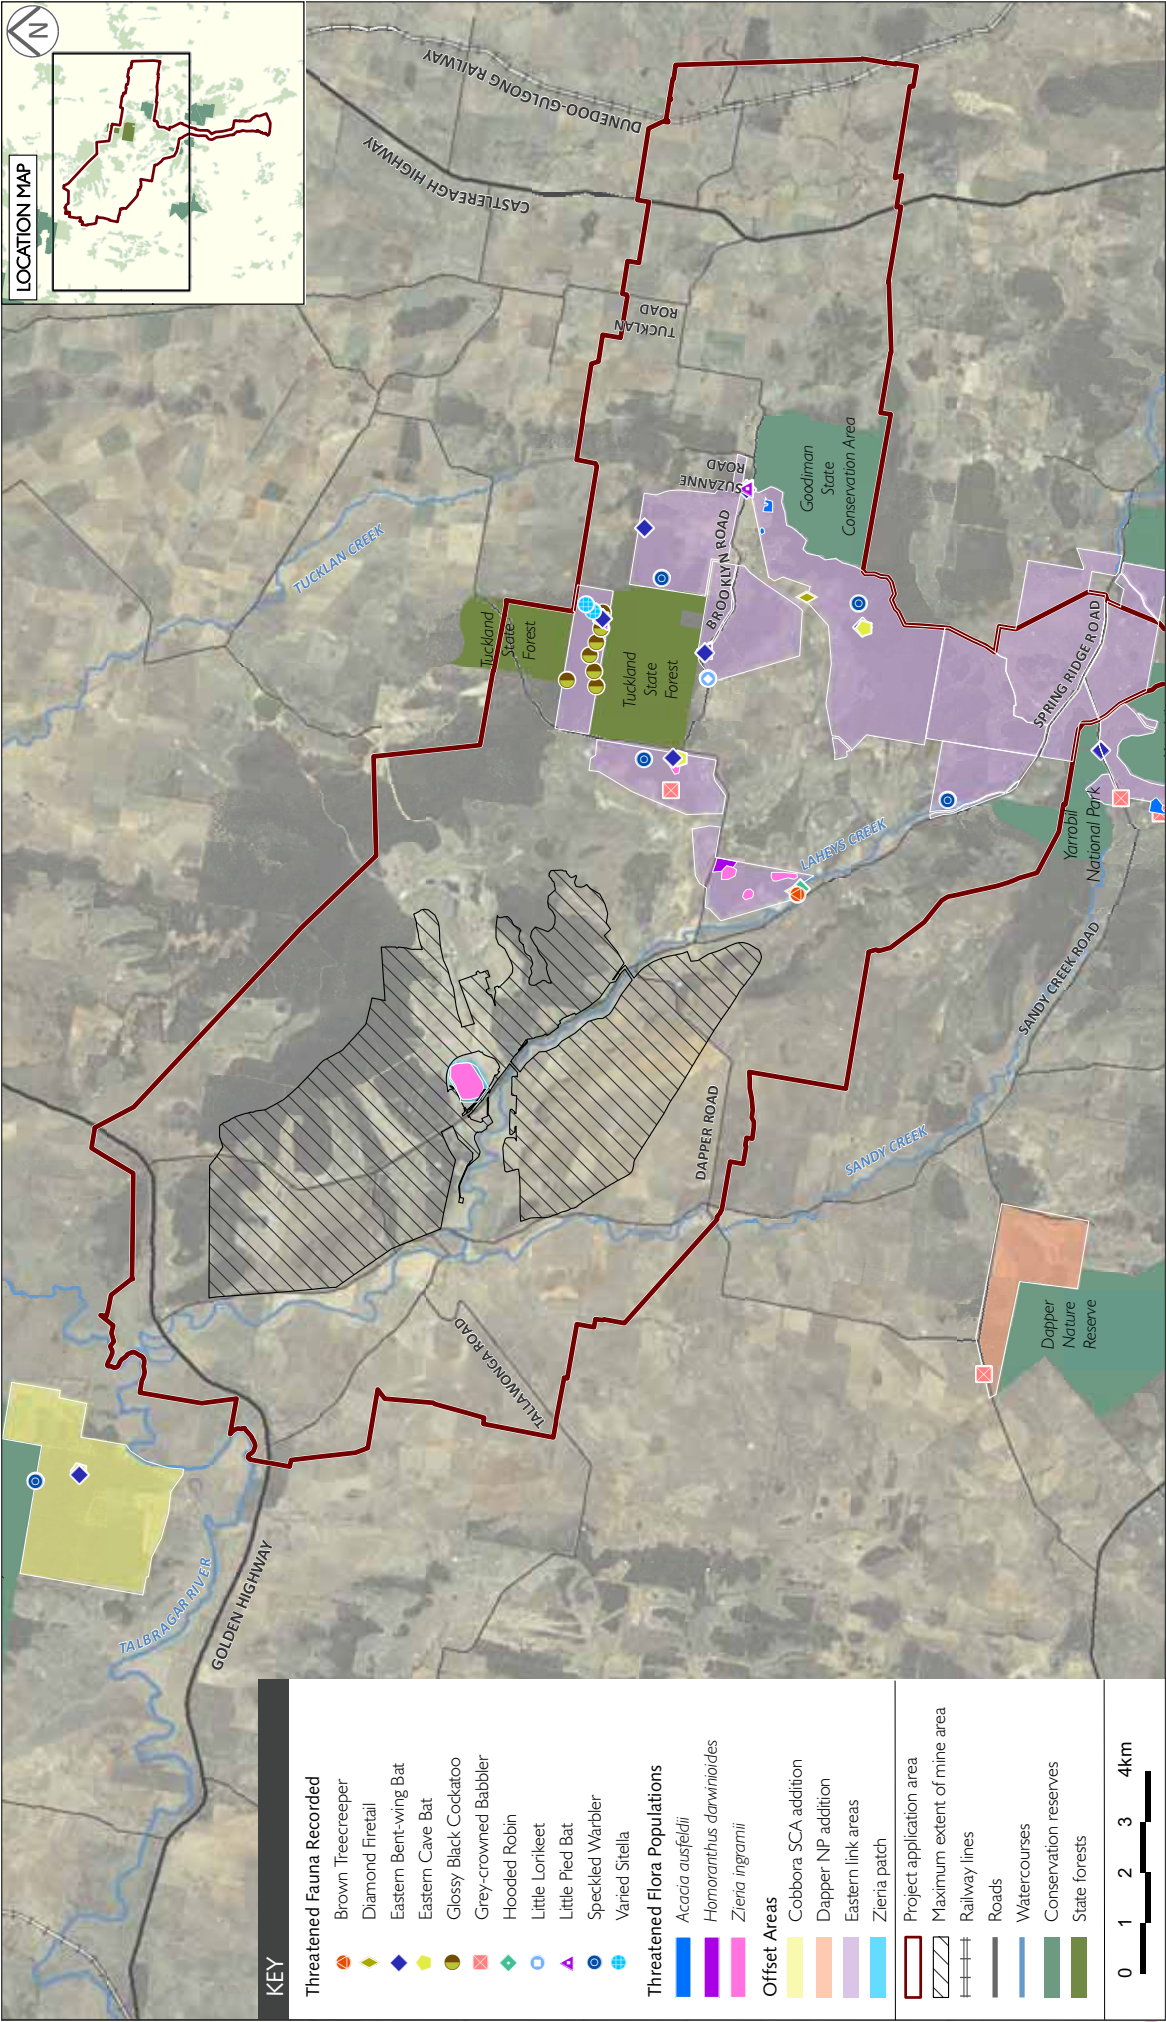 LOCATION MAP
N
DUNEDOO-GULGONG RAILWAY
CASTLEREAGH HIGHWAY
TUCKLAN
ROAD
TUCKLAN CREEK
SUZANNE
ROAD
BROOKLYN ROAD
Goodiman
State
Conservation Area
Tuckland
State
Forest
Tuckland
State
Forest
SPRING RIDGE ROAD
LAHEYS CREEK
Yarrobil
National Park
SANDY CREEK ROAD
DAPPER ROAD
SANDY CREEK
TALLAWONGA ROAD
Dapper
Nature
Reserve
TALBRAGAR RIVER
GOLDEN HIGHWAY
KEY
Threatened Fauna Recorded
Brown Treecreeper
Diamond Firetail
Eastern Bent-wing Bat
Eastern Cave Bat
Glossy Black Cockatoo
Grey-crowned Babbler
Hooded Robin
Little Lorikeet
Little Pied Bat
Speckled Warbler
Varied Sitella
Threatened Flora Populations
Acacia ausfeldii
Homoranthus darwinioides
Zieria ingramii
Offset Areas
Cobbora SCA addition
Dapper NP addition
Eastern link areas
Zieria patch
Project application area
Maximum extent of mine area
Railway lines
Roads
Watercourses
Conservation reserves
State forests
0 1 2 3 4km